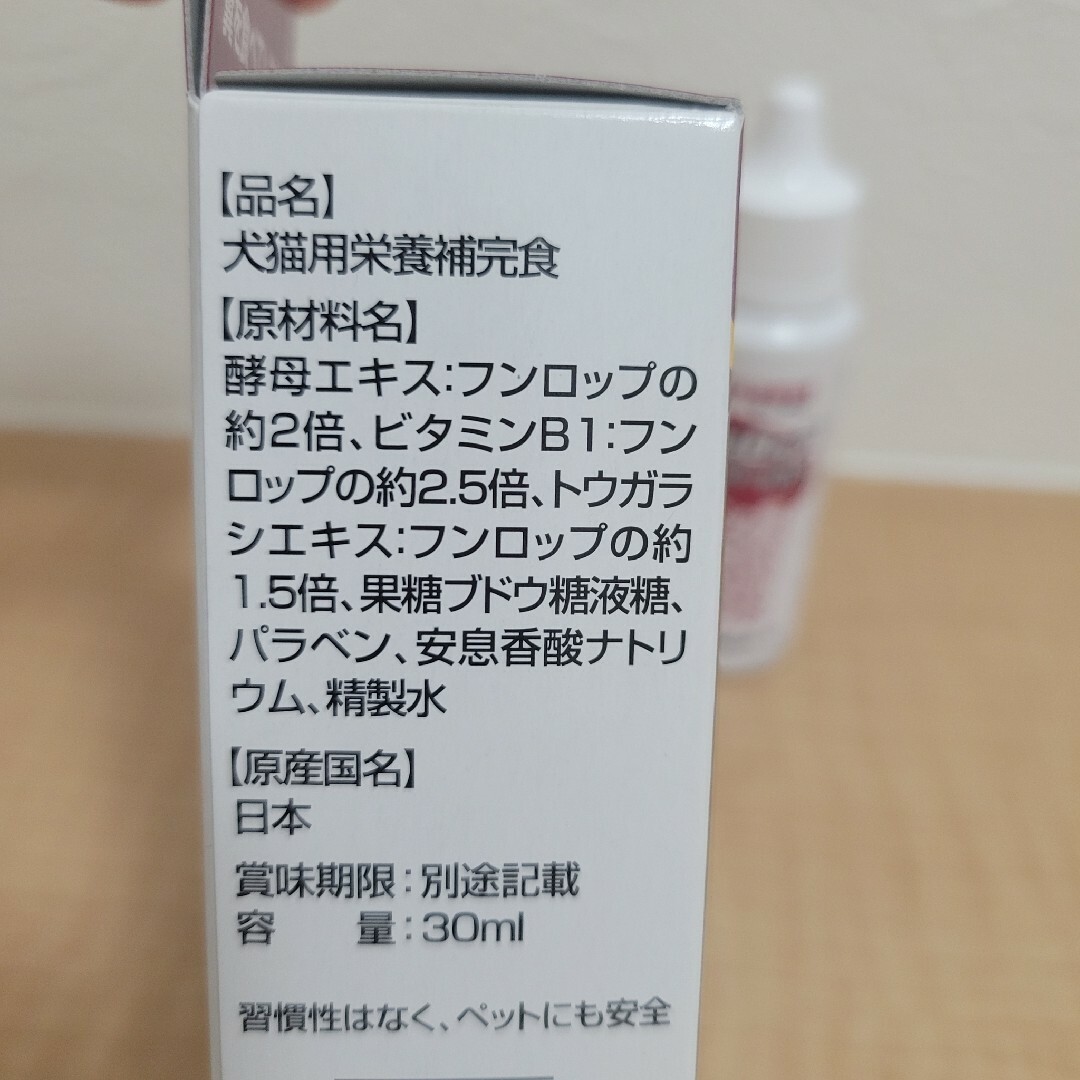 【品名】
犬猫用栄養補完食
【原材料名】
酵母エキス：フンロップの
約2倍、ビタミンB1：フン
ロップの約2.5倍、トウガラ
シエキス：フンロップの約
1.5倍、果糖ブドウ糖液糖、
パラベン、安息香酸ナトリ
ウム、精製水
【原産国名】
日本
賞味期限：別途記載
容　　量：30ml
習慣性はなく、ペットにも安全